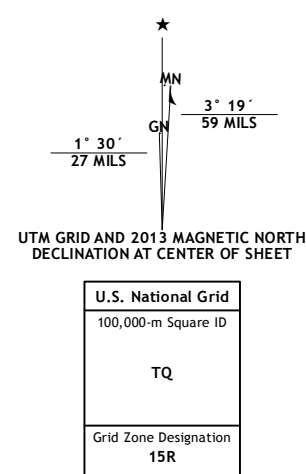 ★
MN
3° 19´
59 MILS
GN
1° 30´
27 MILS
UTM GRID AND 2013 MAGNETIC NORTH
DECLINATION AT CENTER OF SHEET
U.S. National Grid
100,000-m Square ID
TQ
Grid Zone Designation
15R